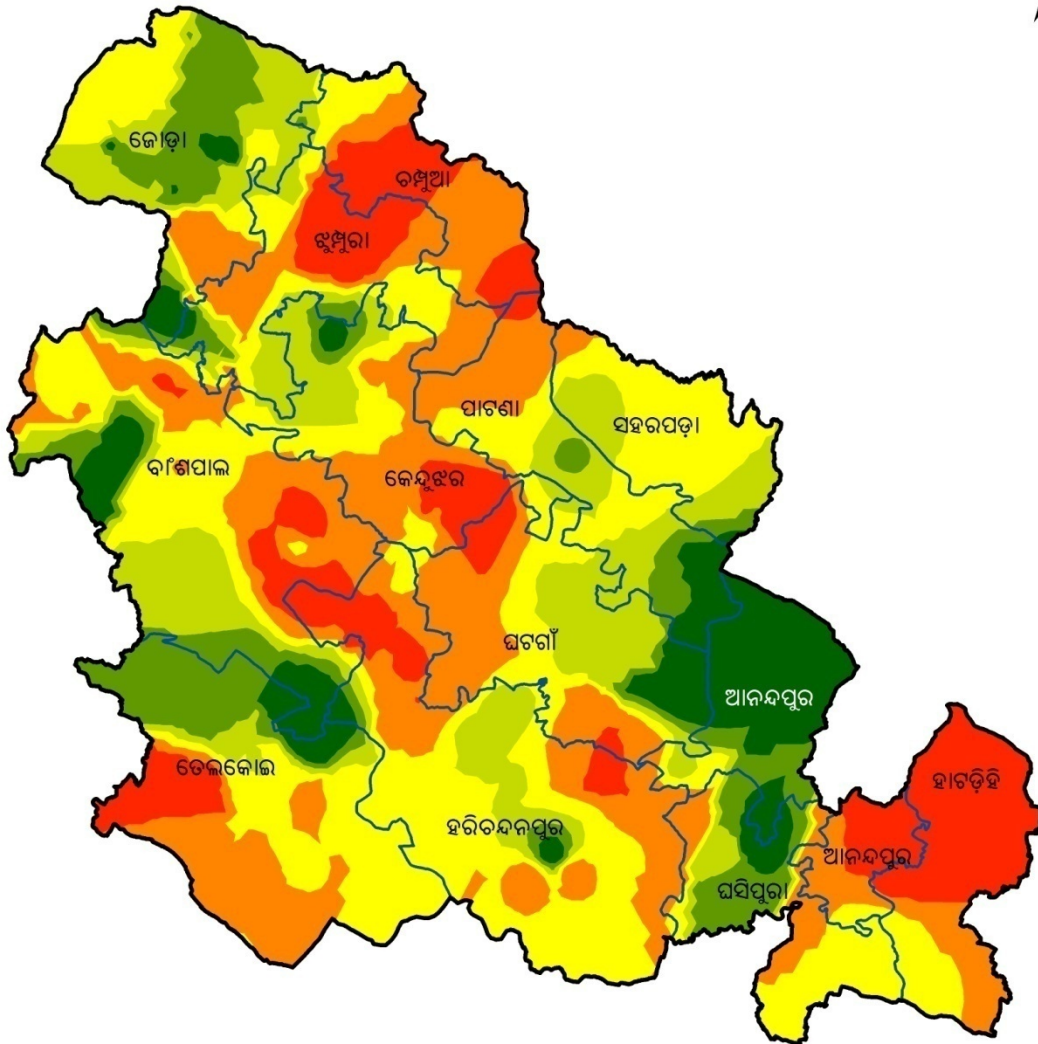 ଜୋଡ଼ା
ଚମ୍ପୁଆ
ଝୁମ୍ପୁରା
ପାଟଣା
ସହରପଡ଼ା
ବାଂଶପାଲ
କେନ୍ଦୁଝର
ଘଟଗାଁ
ଆନନ୍ଦପୁର
ତେଲକୋଇ
ହାଟଡ଼ିହି
ହରିଚନ୍ଦନପୁର
ଆନନ୍ଦପୁର
ଘସିପୁରା